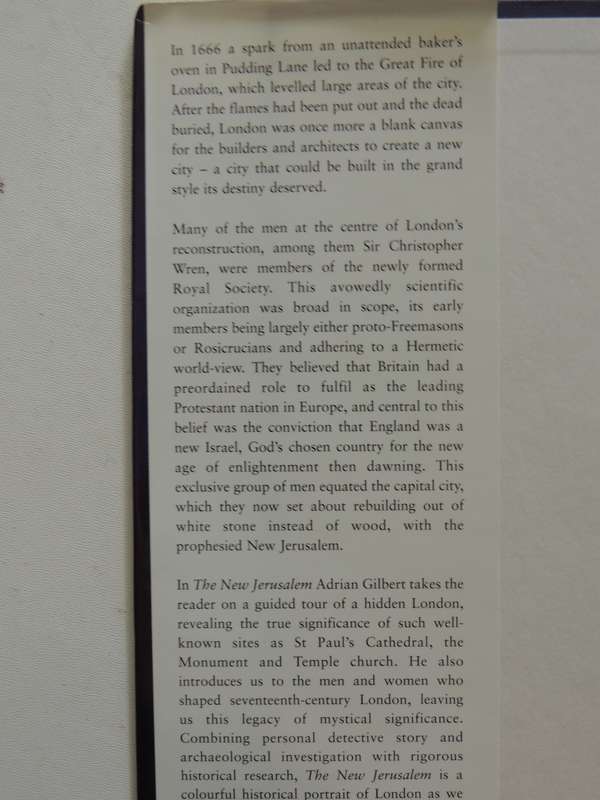 In 1666 a spark from an unattended baker's
oven in Pudding Lane led to the Great Fire of
London, which levelled large areas of the city.
After the flames had been put out and the dead
buried, London was once more a blank canvas
for the builders and architects to create a new
city – a city that could be built in the grand
style its destiny deserved.
Many of the men at the centre of London's
reconstruction, among them Sir Christopher
Wren, were members of the newly formed
Royal Society. This avowedly scientific
organization was broad in scope, its early
members being largely either proto-Freemasons
or Rosicrucians and adhering to a Hermetic
world-view. They believed that Britain had a
preordained role to fulfil as the leading
Protestant nation in Europe, and central to this
belief was the conviction that England was a
new Israel, God's chosen country for the new
age of enlightenment then dawning. This
exclusive group of men equated the capital city,
which they now set about rebuilding out of
white stone instead of wood, with the
prophesied New Jerusalem.
In The New Jerusalem Adrian Gilbert takes the
reader on a guided tour of a hidden London,
revealing the true significance of such well-
known sites as St Paul's Cathedral, the
Monument and Temple church. He also
introduces us to the men and women who
shaped seventeenth-century London, leaving
us this legacy of mystical significance.
Combining personal detective story and
archaeological investigation with rigorous
historical research, The New Jerusalem is a
colourful historical portrait of London as we